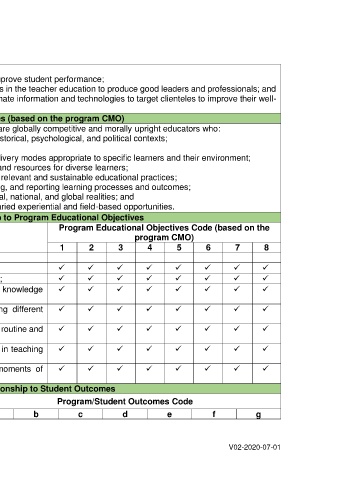 prove student performance;
s in the teacher education to produce good leaders and professionals; and
nate information and technologies to target clienteles to improve their well-
es (based on the program CMO)
are globally competitive and morally upright educators who:
storical, psychological, and political contexts;
livery modes appropriate to specific learners and their environment;
and resources for diverse learners;
relevant and sustainable educational practices;
g, and reporting learning processes and outcomes;
al, national, and global realities; and
aried experiential and field-based opportunities.
p to Program Educational Objectives
Program Educational Objectives Code (based on the
program CMO)
1 2 3 4 5 6 7 8
✓ ✓ ✓ ✓ ✓ ✓ ✓ ✓
; ✓ ✓ ✓ ✓ ✓ ✓ ✓ ✓
knowledge ✓ ✓ ✓ ✓ ✓ ✓ ✓ ✓
ng different ✓ ✓ ✓ ✓ ✓ ✓ ✓ ✓
routine and ✓ ✓ ✓ ✓ ✓ ✓ ✓ ✓
in teaching ✓ ✓ ✓ ✓ ✓ ✓ ✓ ✓
moments of ✓ ✓ ✓ ✓ ✓ ✓ ✓ ✓
onship to Student Outcomes
Program/Student Outcomes Code
b c d e f g
V02-2020-07-01